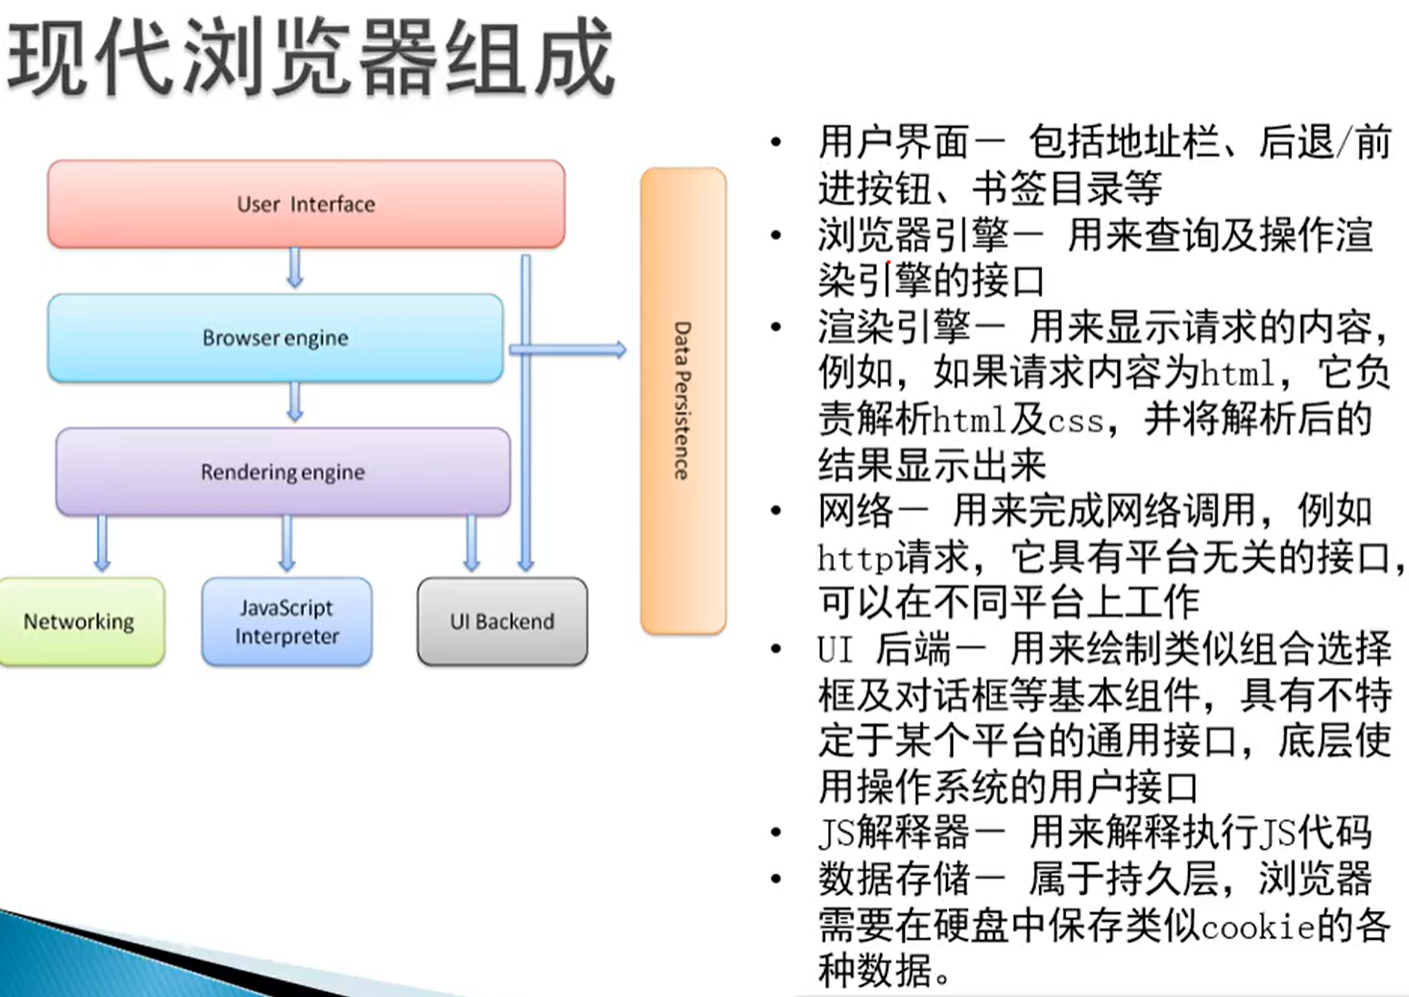 现代浏览器组成
User Interface
Browser engine
Rendering engine
Networking
JavaScript
Interpreter
UI Backend
Data Persistence
• 用户界面— 包括地址栏、后退/前
进按钮、书签目录等
• 浏览器引擎— 用来查询及操作渲
染引擎的接口
• 渲染引擎— 用来显示请求的内容，
例如，如果请求内容为html，它负
责解析html及css，并将解析后的
结果显示出来
• 网络— 用来完成网络调用，例如
http请求，它具有平台无关的接口，
可以在不同平台上工作
• UI 后端— 用来绘制类似组合选择
框及对话框等基本组件，具有不特
定于某个平台的通用接口，底层使
用操作系统的用户接口
• JS解释器— 用来解释执行JS代码
• 数据存储— 属于持久层，浏览器
需要在硬盘中保存类似cookie的各
种数据。